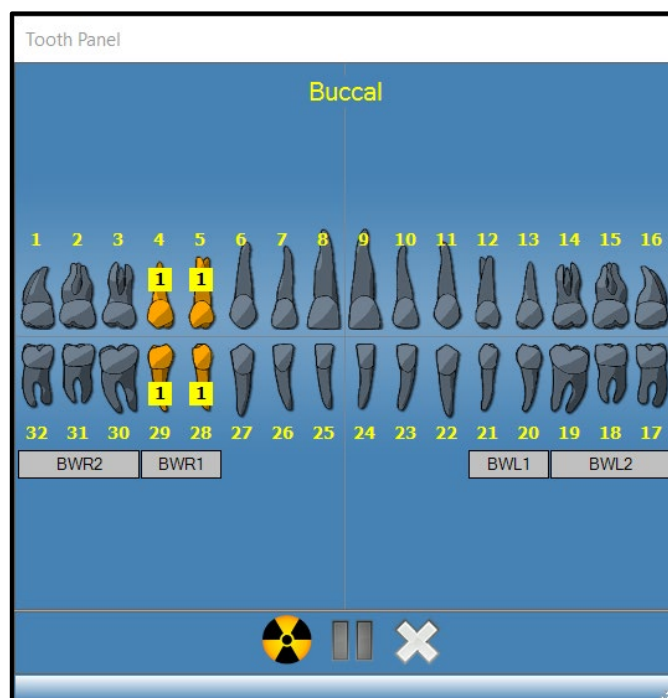 Tooth Panel
Buccal
1 2 3 4 5 6 7 8 9 10 11 12 13 14 15 16
1 1
1 1
32 31 30 29 28 27 26 25 24 23 22 21 20 19 18 17
BWR2 BWR1 BWL1 BWL2